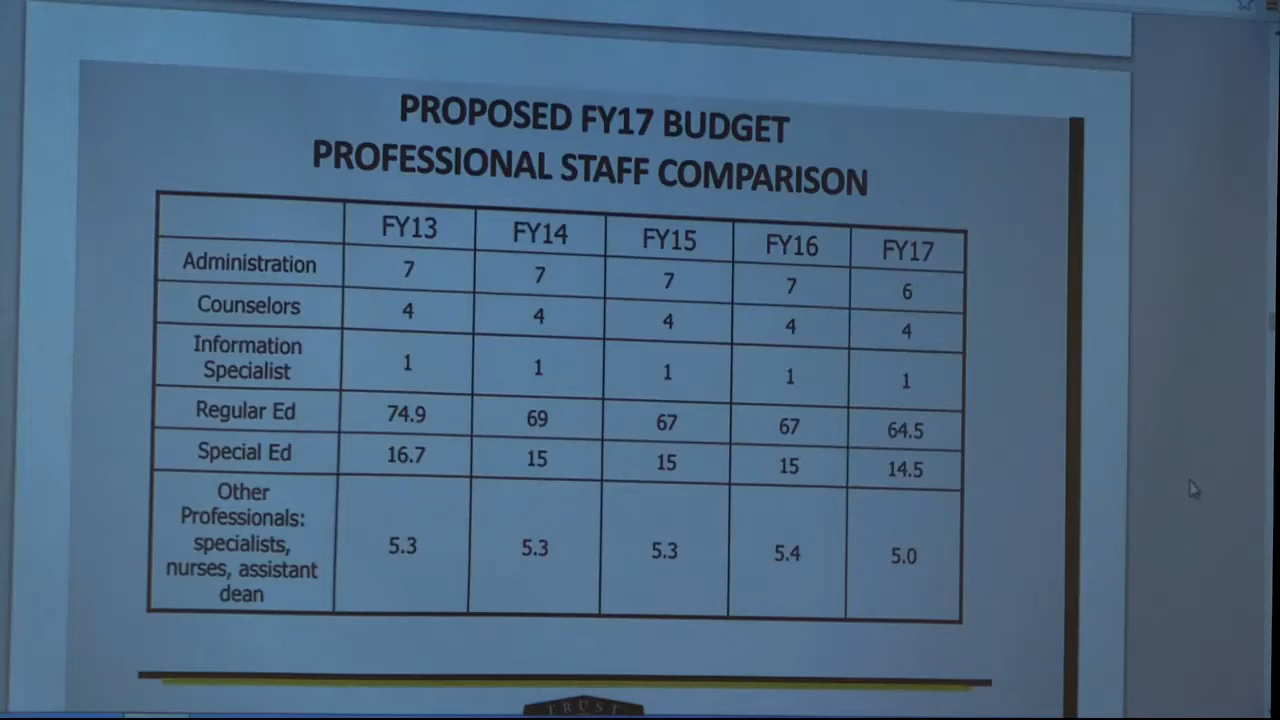 PROPOSED FY17 BUDGET
PROFESSIONAL STAFF COMPARISON
FY13 FY14 FY15 FY16 FY17
Administration 7 7 7 7 6
Counselors 4 4 4 4 4
Information
Specialist 1 1 1 1 1
Regular Ed 74.9 69 67 67 64.5
Special Ed 16.7 15 15 15 14.5
Other
Professionals:
specialists,
nurses, assistant
dean 5.3 5.3 5.3 5.4 5.0
TRUST